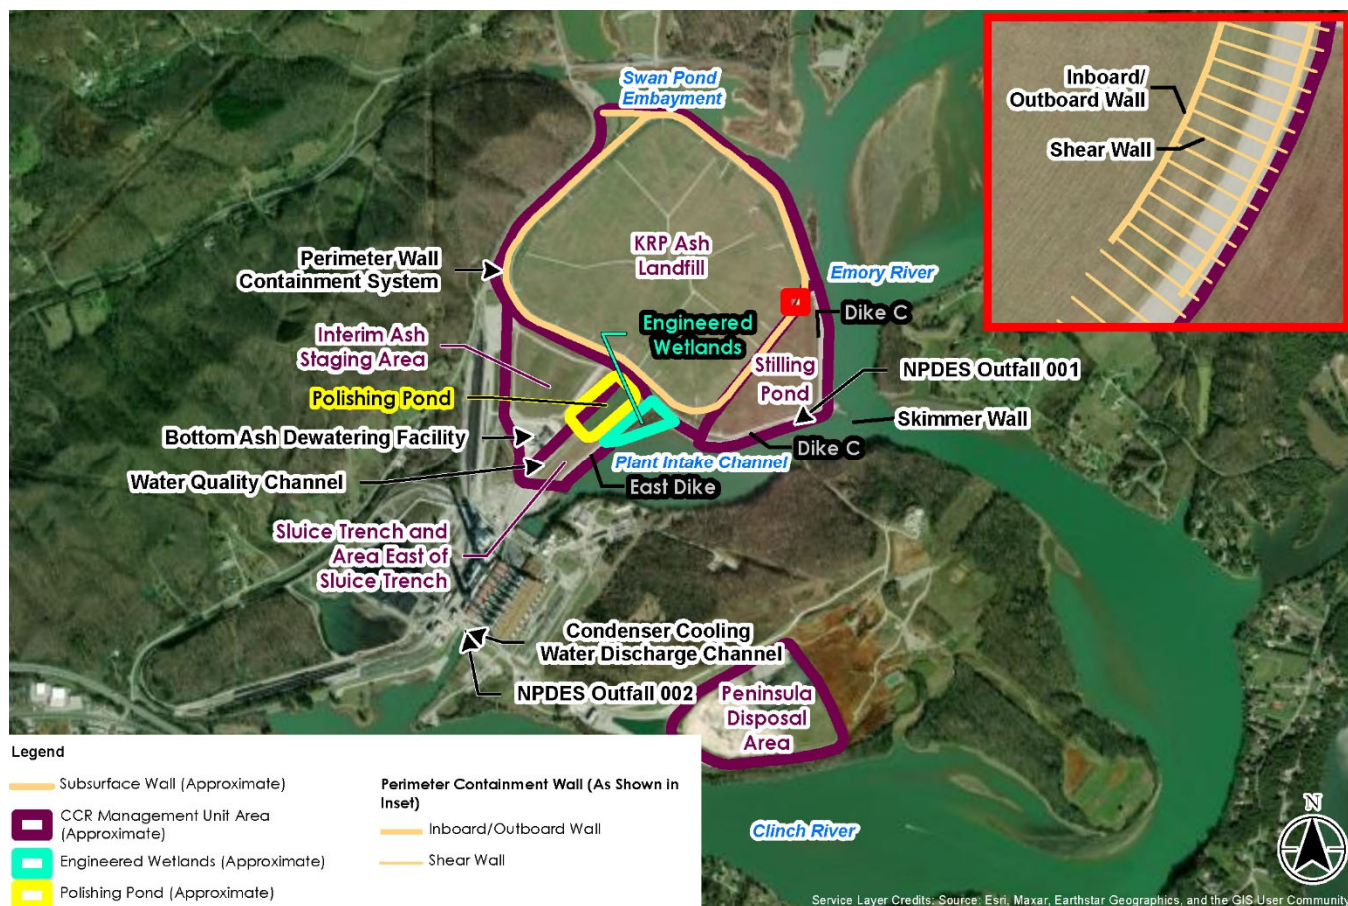 Swan Pond
Embayment
Inboard/
Outboard Wall
Shear Wall
Perimeter Wall
Containment System
KRP Ash
Landfill
Emory River
Interim Ash
Staging Area
Engineered
Wetlands
Dike C
Stilling
Pond
NPDES Outfall 001
Polishing Pond
Skimmer Wall
Bottom Ash Dewatering Facility
Dike C
Plant Intake Channel
Water Quality Channel
East Dike
Sluice Trench and
Area East of
Sluice Trench
Condenser Cooling
Water Discharge Channel
NPDES Outfall 002
Peninsula
Disposal
Area
Clinch River
N
Legend
Subsurface Wall (Approximate)
CCR Management Unit Area
(Approximate)
Engineered Wetlands (Approximate)
Polishing Pond (Approximate)
Perimeter Containment Wall (As Shown in
Inset)
Inboard/Outboard Wall
Shear Wall
Service Layer Credits: Source: Esri, Maxar, Earthstar Geographics, and the GIS User Community